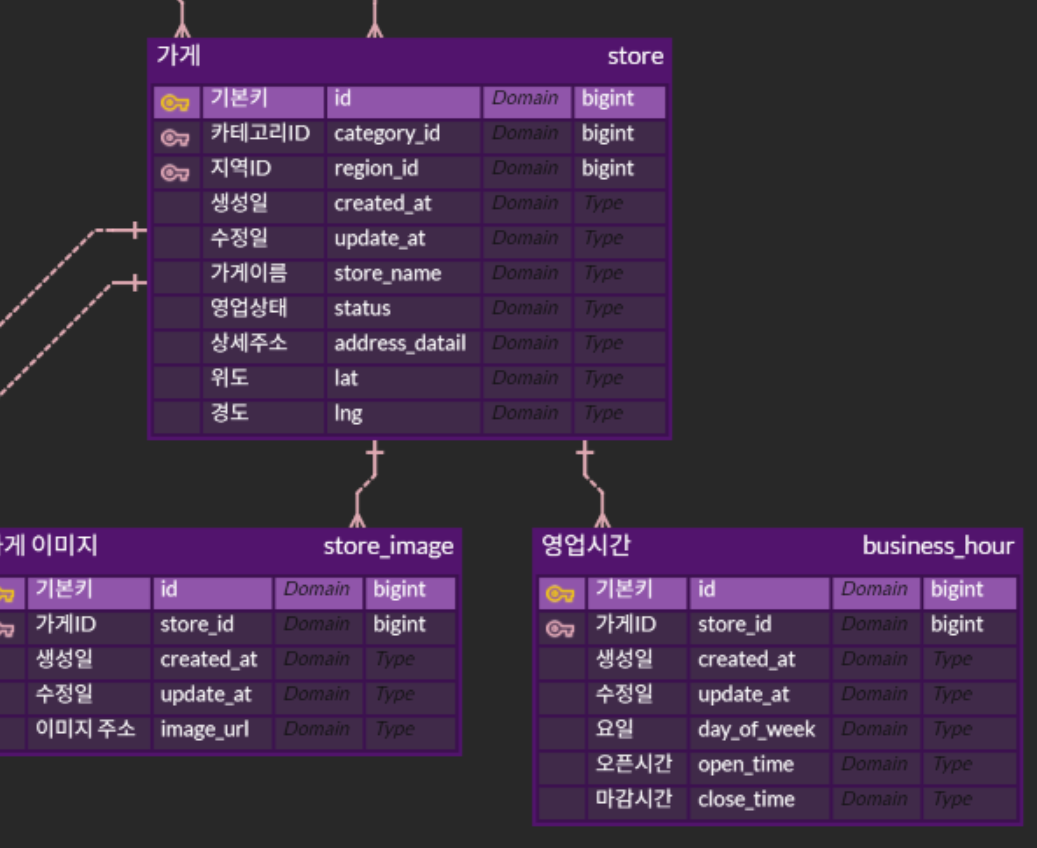 가게 store
기본키 id Domain bigint
카테고리ID category_id Domain bigint
지역ID region_id Domain bigint
생성일 created_at Domain Type
수정일 update_at Domain Type
가게이름 store_name Domain Type
영업상태 status Domain Type
상세주소 address_datail Domain Type
위도 lat Domain Type
경도 lng Domain Type
게 이미지 store_image
기본키 id Domain bigint
가게ID store_id Domain bigint
생성일 created_at Domain Type
수정일 update_at Domain Type
이미지 주소 image_url Domain Type
영업시간 business_hour
기본키 id Domain bigint
가게ID store_id Domain bigint
생성일 created_at Domain Type
수정일 update_at Domain Type
요일 day_of_week Domain Type
오픈시간 open_time Domain Type
마감시간 close_time Domain Type